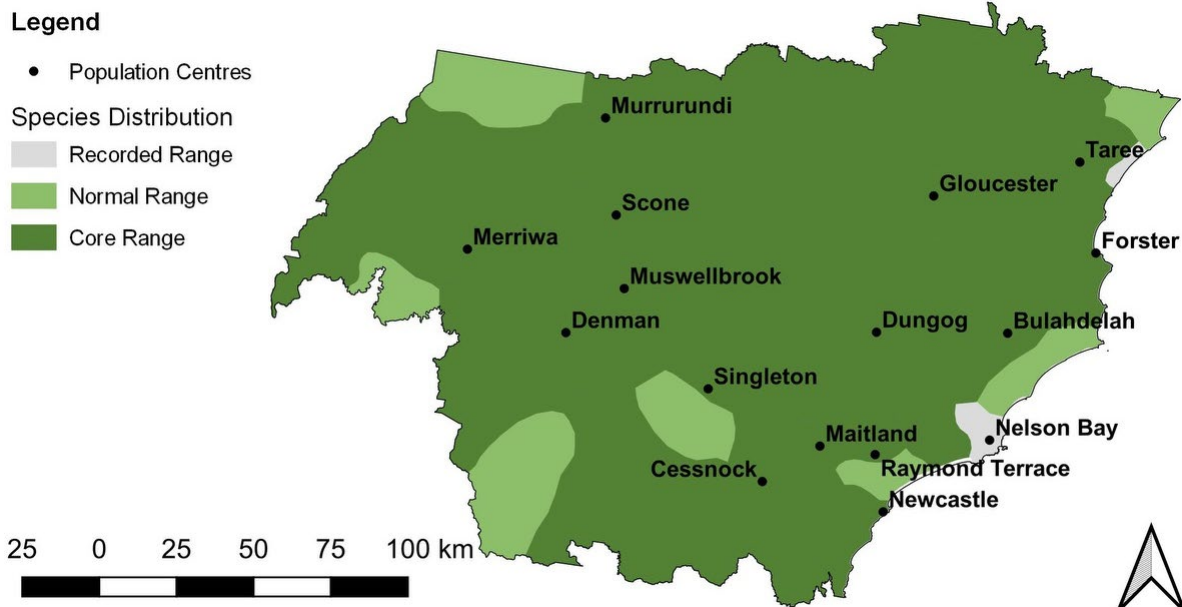 Legend
Population Centres
Species Distribution
Recorded Range
Normal Range
Core Range
Murrurundi
Taree
Gloucester
Scone
Merriwa
Forster
Muswellbrook
Denman
Dungog
Bulahdelah
Singleton
Nelson Bay
Maitland
Raymond Terrace
Cessnock
Newcastle
25 0 25 50 75 100 km